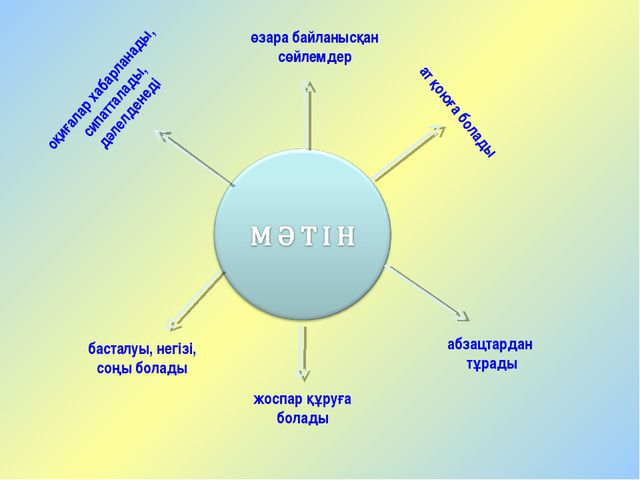 өзара байланысқан
сөйлемдер
оқиғалар хабарланады,
сипатталады,
дәлелденеді
ат қоюға болады
МӘТІН
басталуы, негізі,
соңы болады
абзацтардан
тұрады
жоспар құруға
болады